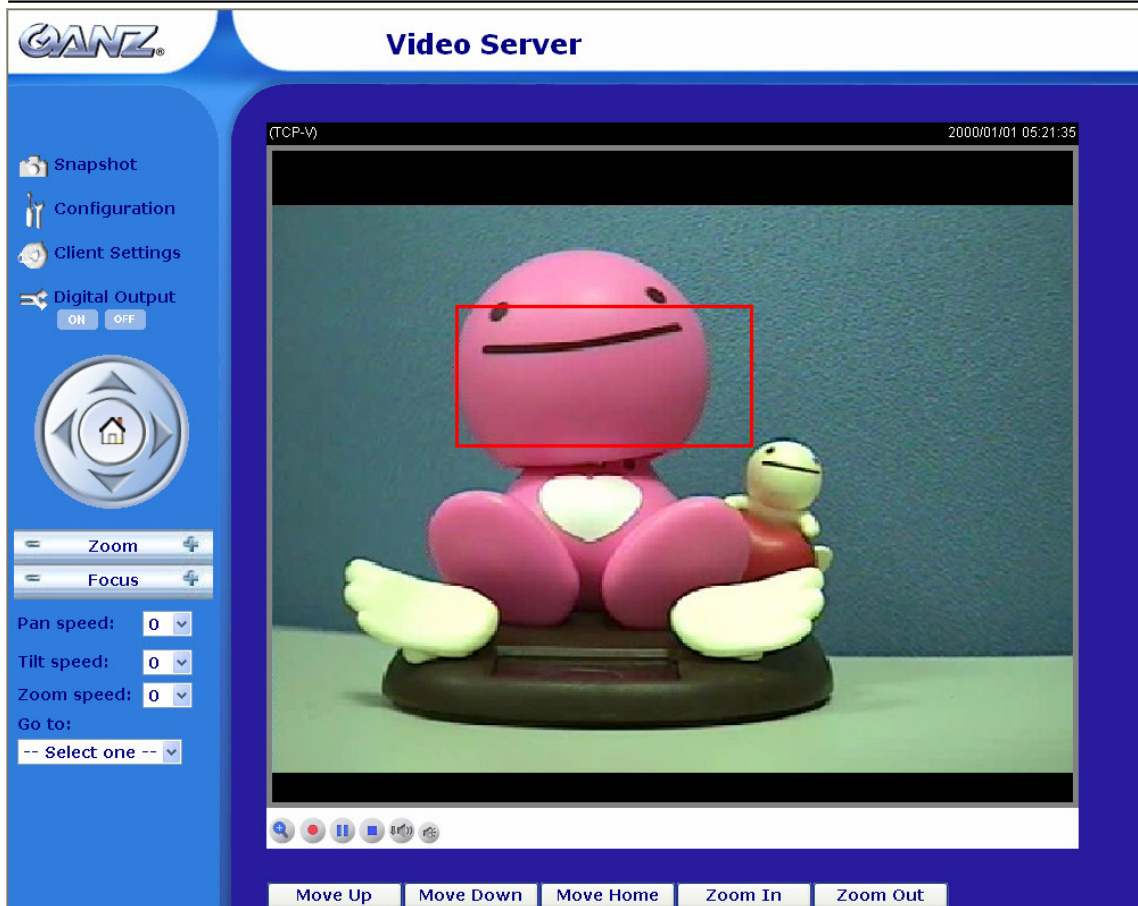 GANZ®
Video Server
(TCP-V) 2000/01/01 05:21:35
Snapshot
Configuration
Client Settings
Digital Output
ON OFF
Zoom
Focus
Pan speed: 0
Tilt speed: 0
Zoom speed: 0
Go to:
-- Select one --
Move Up Move Down Move Home Zoom In Zoom Out